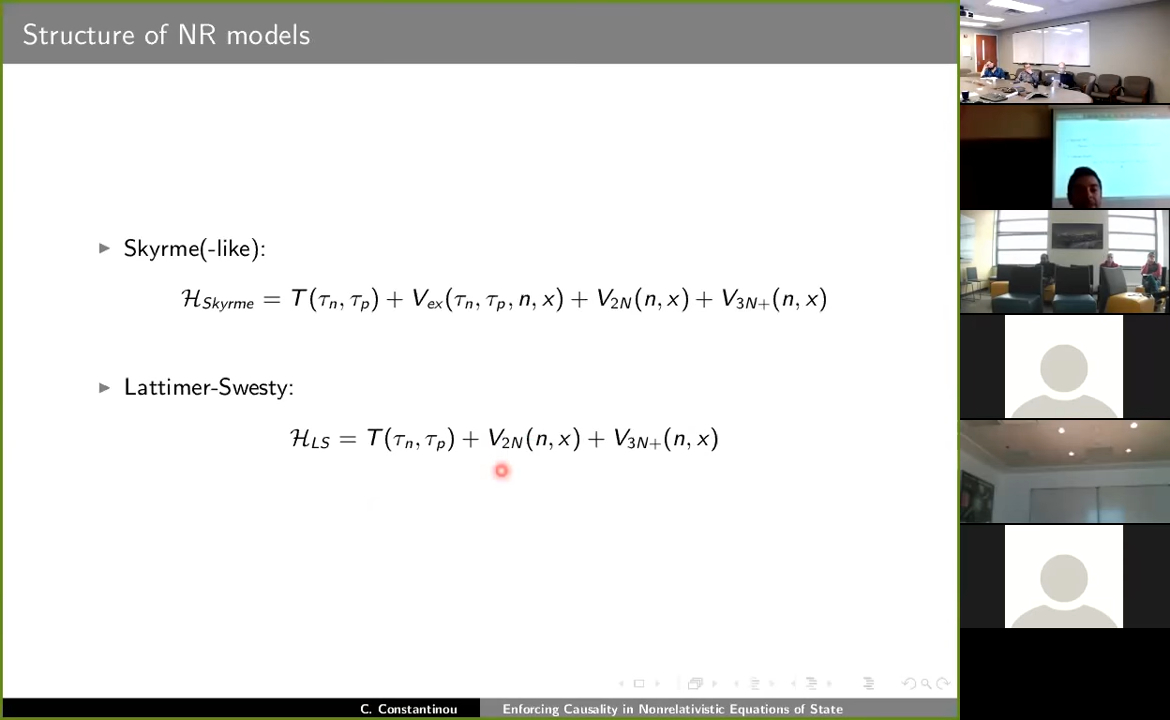 Structure of NR models
▶ Skyrme(-like):
ℋ_Skyrme = T(τ_n, τ_p) + V_ex(τ_n, τ_p, n, x) + V_2N(n, x) + V_3N+(n, x)
▶ Lattimer-Swesty:
ℋ_LS = T(τ_n, τ_p) + V_2N(n, x) + V_3N+(n, x)
C. Constantinou Enforcing Causality in Nonrelativistic Equations of State